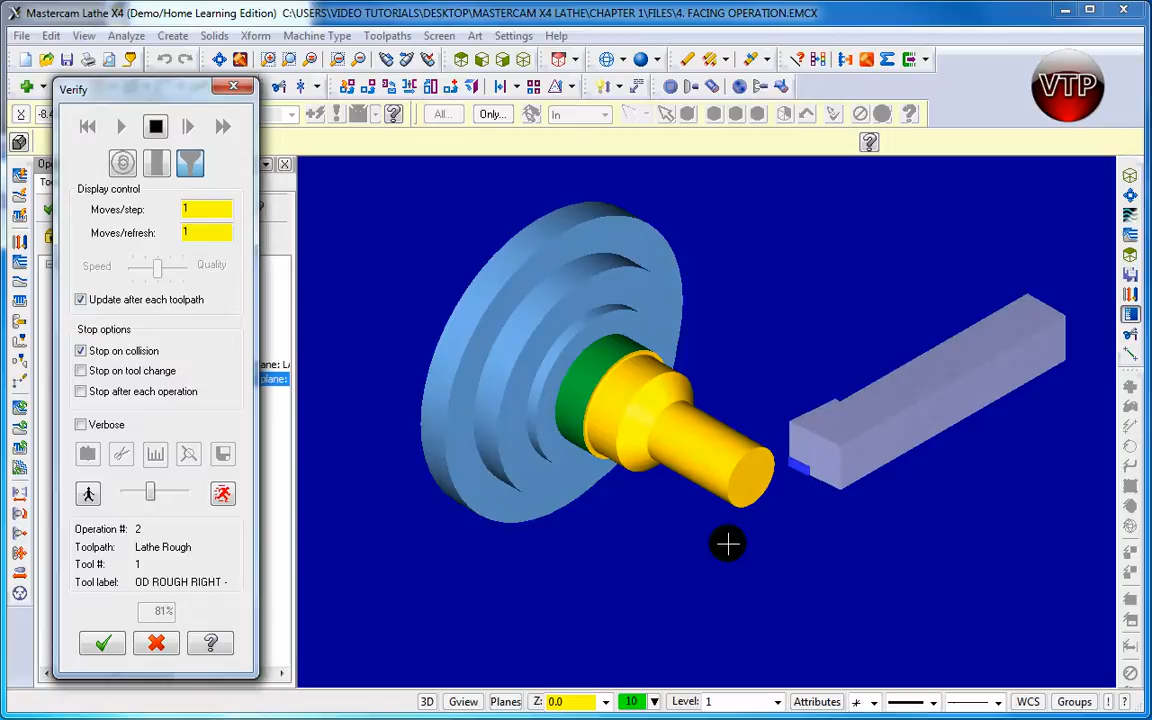 Mastercam Lathe X4 (Demo/Home Learning Edition) C:\USERS\VIDEO TUTORIALS\DESKTOP\MASTERCAM X4 LATHE\CHAPTER 1\FILES\4. FACING OPERATION.EMCX
File Edit View Analyze Create Solids Xform Machine Type Toolpaths Screen Art Settings Help
VTP
Verify
X -8.4
All... Only... In
Display control
Moves/step: 1
Moves/refresh: 1
Speed Quality
Update after each toolpath
Stop options
Stop on collision
Stop on tool change
Stop after each operation
Verbose
Operation #: 2
Toolpath: Lathe Rough
Tool #: 1
Tool label: OD ROUGH RIGHT -
81%
3D Gview Planes Z: 0.0 10 Level: 1 Attributes WCS Groups ! ?